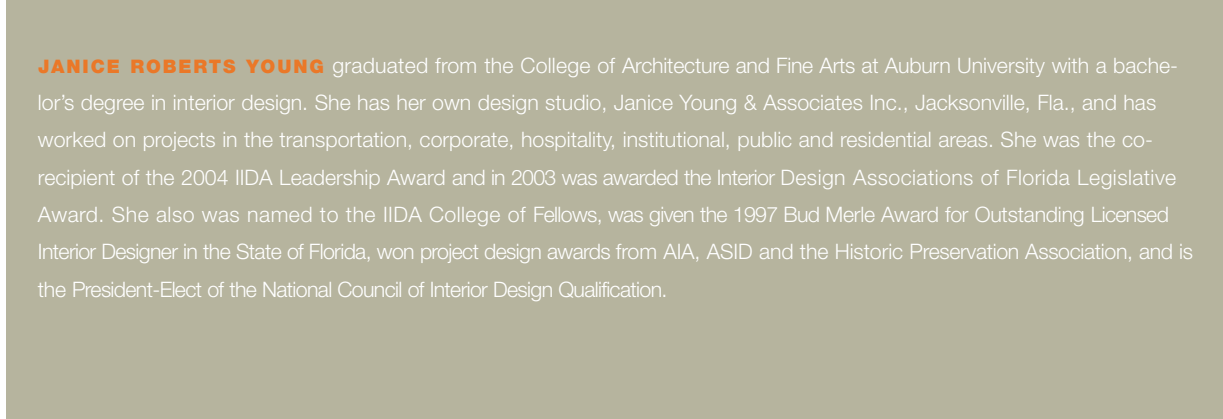 JANICE ROBERTS YOUNG graduated from the College of Architecture and Fine Arts at Auburn University with a bache-
lor's degree in interior design. She has her own design studio, Janice Young & Associates Inc., Jacksonville, Fla., and has
worked on projects in the transportation, corporate, hospitality, institutional, public and residential areas. She was the co-
recipient of the 2004 IIDA Leadership Award and in 2003 was awarded the Interior Design Associations of Florida Legislative
Award. She also was named to the IIDA College of Fellows, was given the 1997 Bud Merle Award for Outstanding Licensed
Interior Designer in the State of Florida, won project design awards from AIA, ASID and the Historic Preservation Association, and is
the President-Elect of the National Council of Interior Design Qualification.